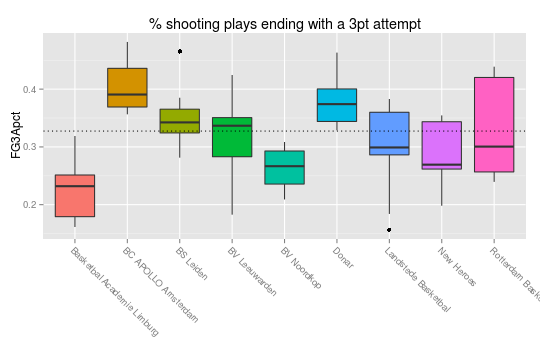 % shooting plays ending with a 3pt attempt
FG3Apct
0.4
0.3
0.2
Basketbal Academie Limburg
BC APOLLO Amsterdam
BS Leiden
BV Leeuwarden
BV Noordkop
Donar
Landstede Basketbal
New Heroes
Rotterdam